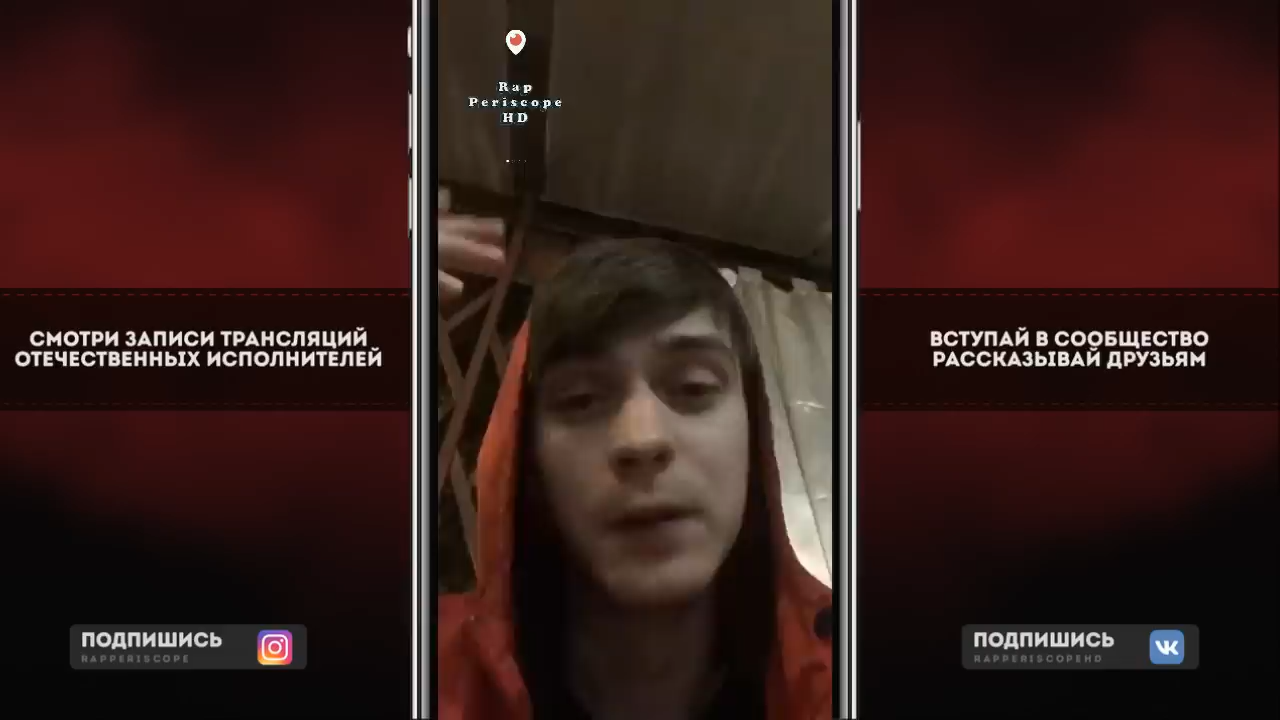 Rap
Periscope
HD
СМОТРИ ЗАПИСИ ТРАНСЛЯЦИЙ
ОТЕЧЕСТВЕННЫХ ИСПОЛНИТЕЛЕЙ
ВСТУПАЙ В СООБЩЕСТВО
РАССКАЗЫВАЙ ДРУЗЬЯМ
ПОДПИШИСЬ
RAPPERISCOPE
ПОДПИШИСЬ
RAPPERISCOPEHD